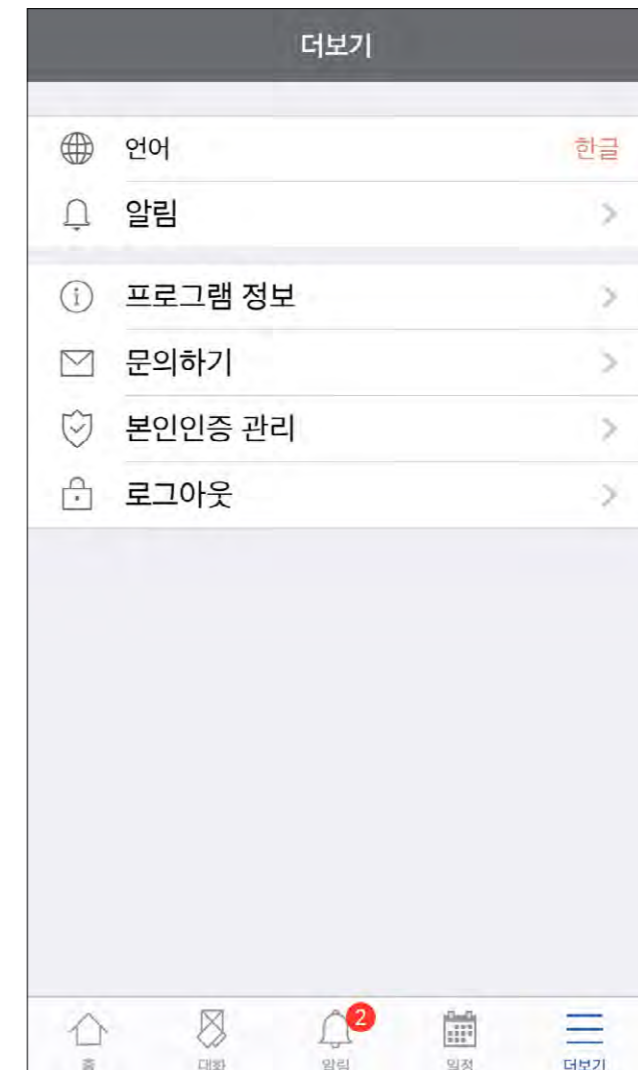 더보기
언어 한글
알림
프로그램 정보
문의하기
본인인증 관리
로그아웃
2
홈 대화 알림 일정 더보기